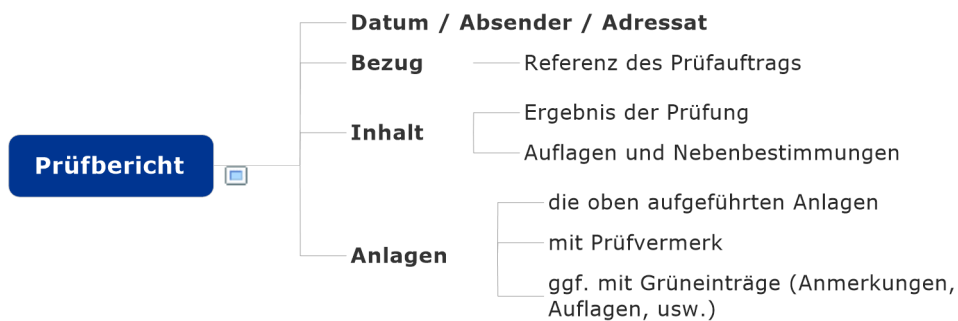 Prüfbericht
Datum / Absender / Adressat
Bezug
Referenz des Prüfauftrags
Inhalt
Ergebnis der Prüfung
Auflagen und Nebenbestimmungen
Anlagen
die oben aufgeführten Anlagen
mit Prüfvermerk
ggf. mit Grüneinträge (Anmerkungen,
Auflagen, usw.)